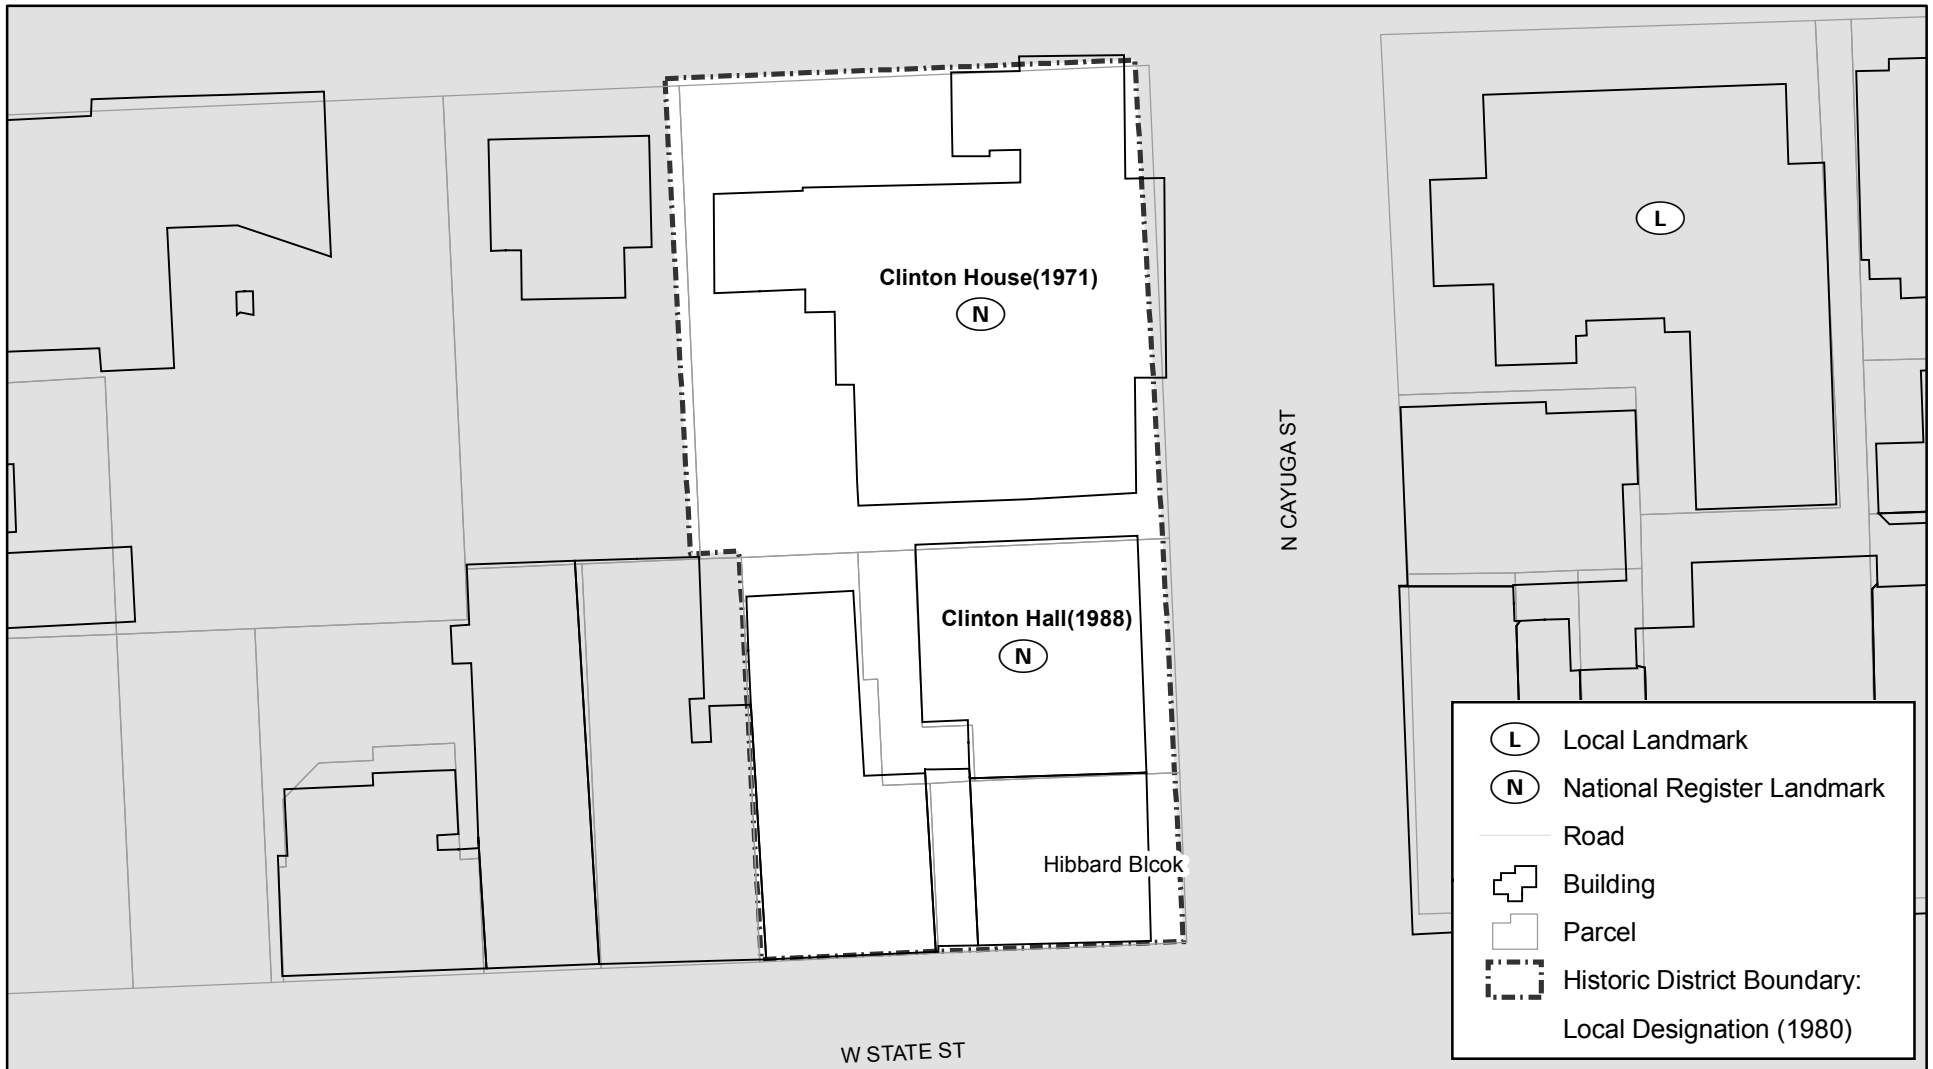 Clinton House(1971)
N
L
N CAYUGA ST
Clinton Hall(1988)
N
Hibbard Blcok
W STATE ST
L Local Landmark
N National Register Landmark
Road
Building
Parcel
Historic District Boundary:
Local Designation (1980)